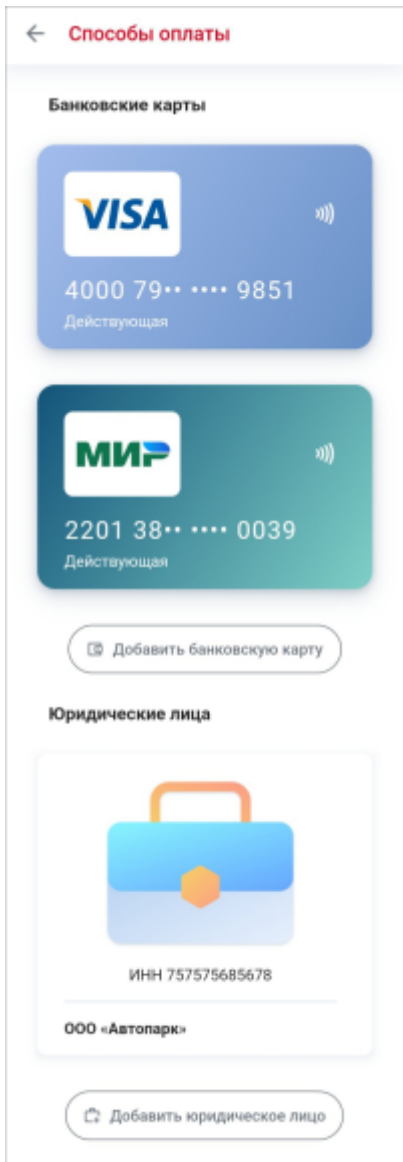 Способы оплаты
Банковские карты
VISA
4000 79•• •••• 9851
Действующая
МИР
2201 38•• •••• 0039
Действующая
Добавить банковскую карту
Юридические лица
ИНН 757575685678
ООО «Автопарк»
Добавить юридическое лицо